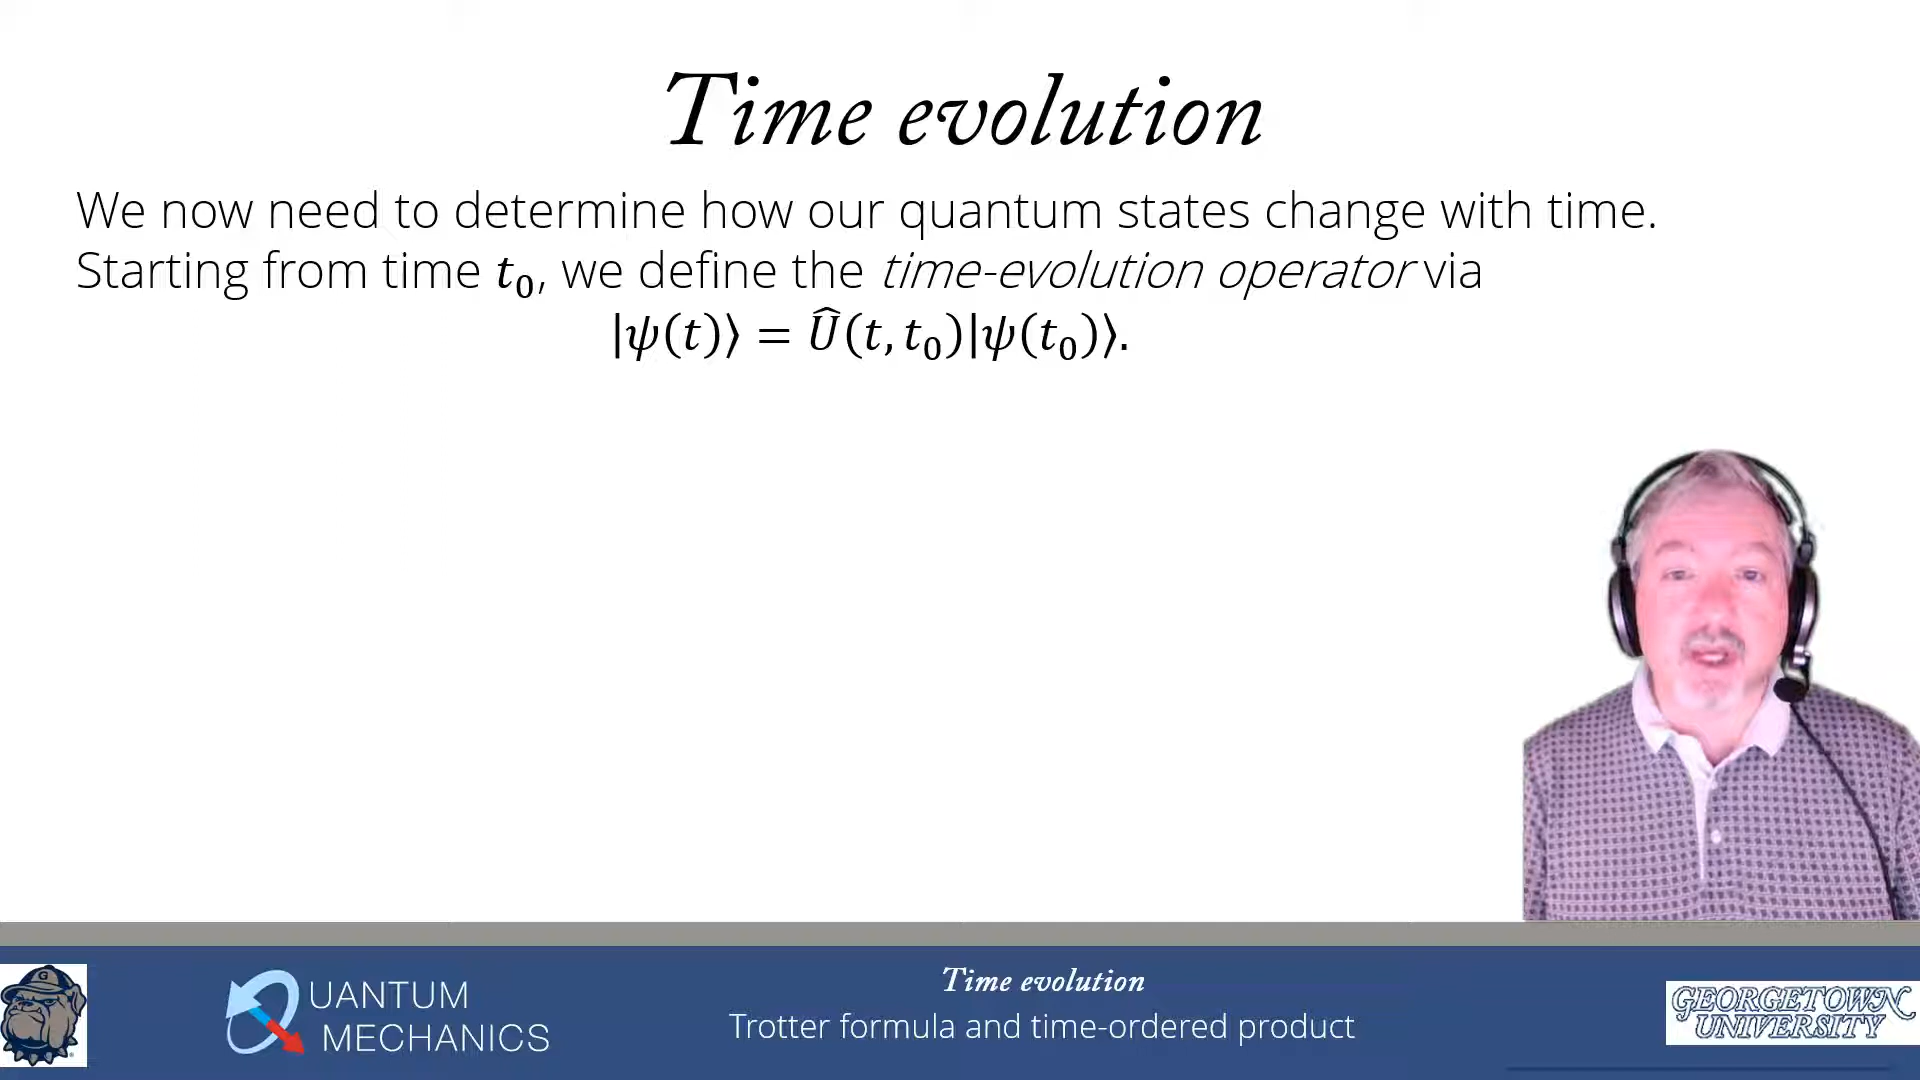 Time evolution
We now need to determine how our quantum states change with time.
Starting from time t₀, we define the time-evolution operator via
|ψ(t)⟩ = Û(t, t₀)|ψ(t₀)⟩.
G
UANTUM
MECHANICS
Time evolution
Trotter formula and time-ordered product
GEORGETOWN
UNIVERSITY